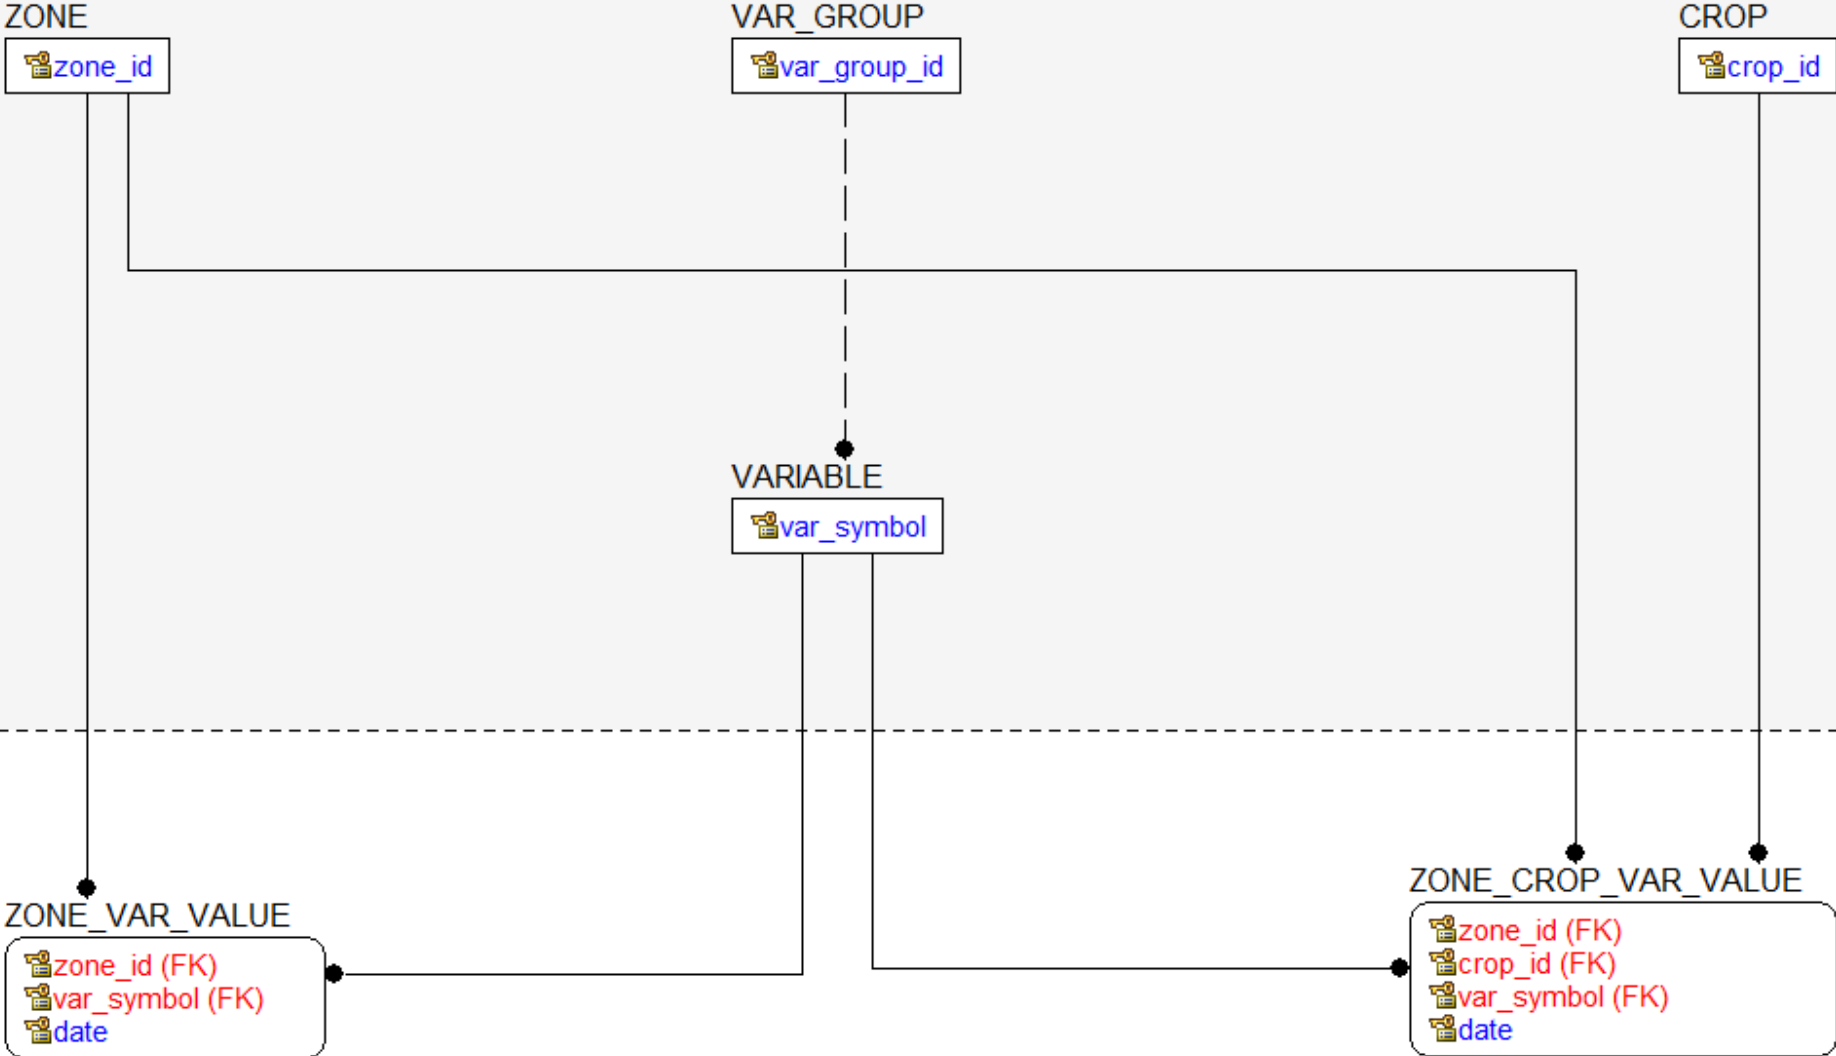 ZONE
zone_id
VAR_GROUP
var_group_id
CROP
crop_id
VARIABLE
var_symbol
ZONE_VAR_VALUE
zone_id (FK)
var_symbol (FK)
date
ZONE_CROP_VAR_VALUE
zone_id (FK)
crop_id (FK)
var_symbol (FK)
date